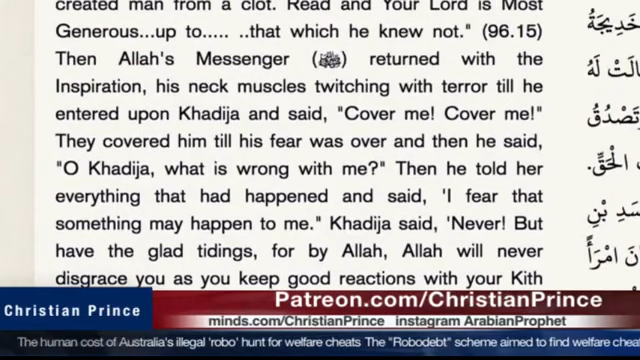 created man from a clot. Read and Your Lord is Most
Generous...up to..... ..that which he knew not." (96.15)
Then Allah's Messenger (ﷺ) returned with the
Inspiration, his neck muscles twitching with terror till he
entered upon Khadija and said, "Cover me! Cover me!"
They covered him till his fear was over and then he said,
"O Khadija, what is wrong with me?" Then he told her
everything that had happened and said, 'I fear that
something may happen to me." Khadija said, 'Never! But
have the glad tidings, for by Allah, Allah will never
disgrace you as you keep good reactions with your Kith
خَدِيجَةُ
الَتْ لَهُ
تَصْدُقُ
الْحَقِّ.
سَدِ بْنِ
انَ امْرَأً
Christian Prince
Patreon.com/ChristianPrince
minds.com/ChristianPrince instagram ArabianProphet
The human cost of Australia's illegal 'robo' hunt for welfare cheats The "Robodebt" scheme aimed to find welfare chea